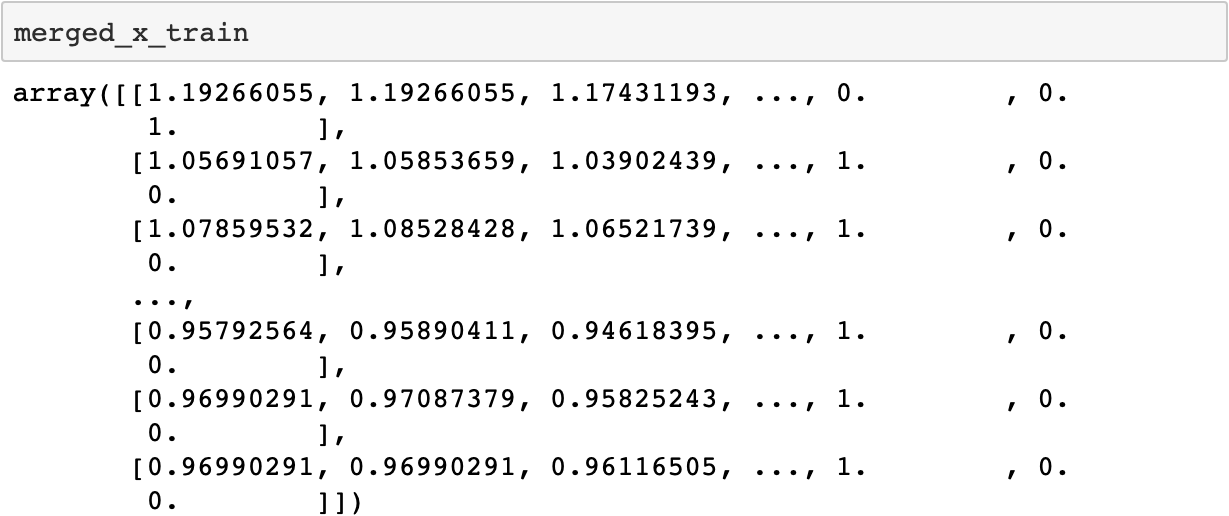 merged_x_train
array([[1.19266055, 1.19266055, 1.17431193, ..., 0.        , 0.
        1.        ],
       [1.05691057, 1.05853659, 1.03902439, ..., 1.        , 0.
        0.        ],
       [1.07859532, 1.08528428, 1.06521739, ..., 1.        , 0.
        0.        ],
       ...,
       [0.95792564, 0.95890411, 0.94618395, ..., 1.        , 0.
        0.        ],
       [0.96990291, 0.97087379, 0.95825243, ..., 1.        , 0.
        0.        ],
       [0.96990291, 0.96990291, 0.96116505, ..., 1.        , 0.
        0.        ]])